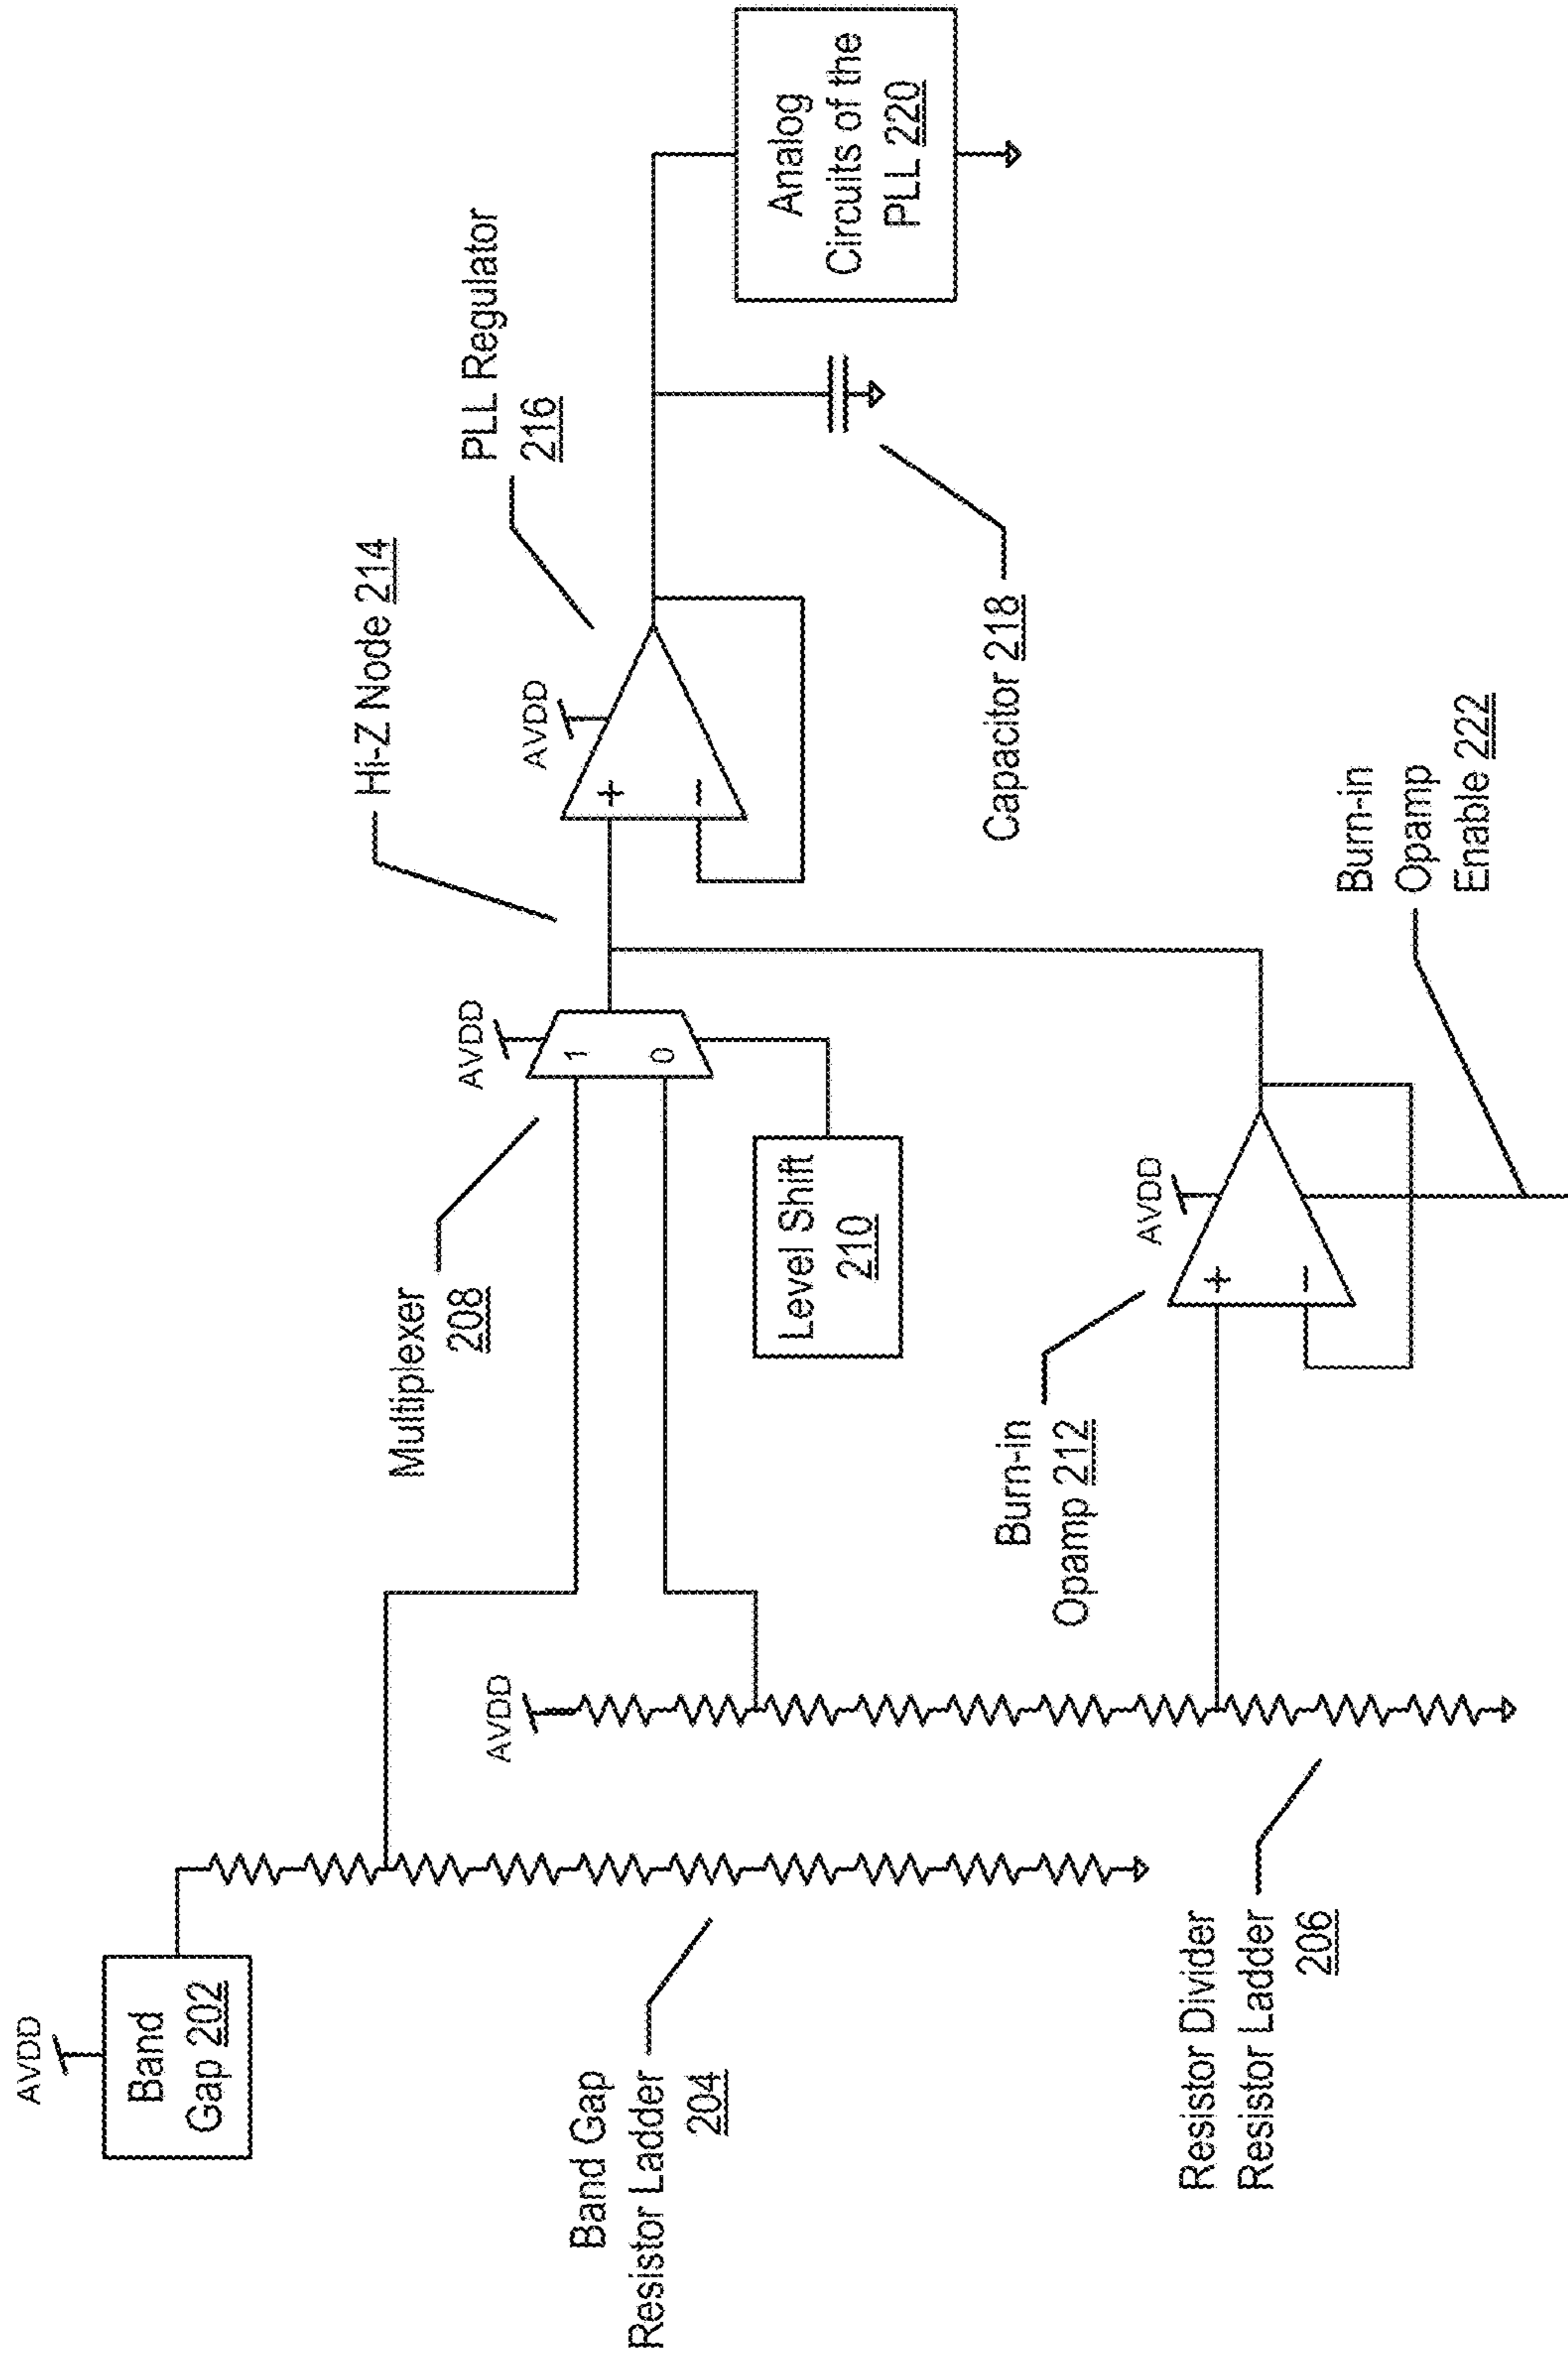 AVDD
Band
Gap 202
Band Gap
Resistor Ladder
204
Resistor Divider
Resistor Ladder
206
AVDD
Multiplexer
208
AVDD
1
0
Level Shift
210
Burn-in
Opamp 212
AVDD
+
−
Burn-in
Opamp
Enable 222
Hi-Z Node 214
PLL Regulator
216
AVDD
+
−
Capacitor 218
Analog
Circuits of the
PLL 220